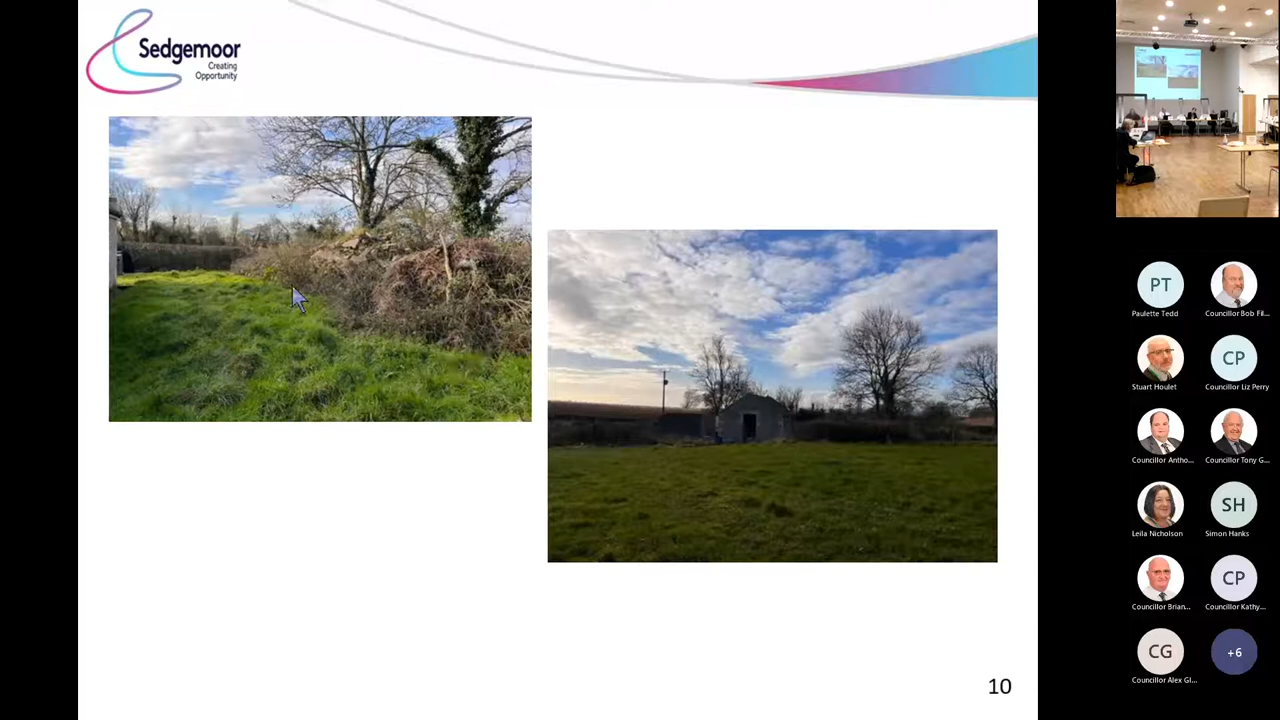 Sedgemoor
Creating
Opportunity
10
PT
Paulette Tedd
Councillor Bob Fil...
Stuart Houlet
CP
Councillor Liz Perry
Councillor Antho...
Councillor Tony G...
Leila Nicholson
SH
Simon Hanks
Councillor Brian...
CP
Councillor Kathy...
CG
Councillor Alex Gl...
+6